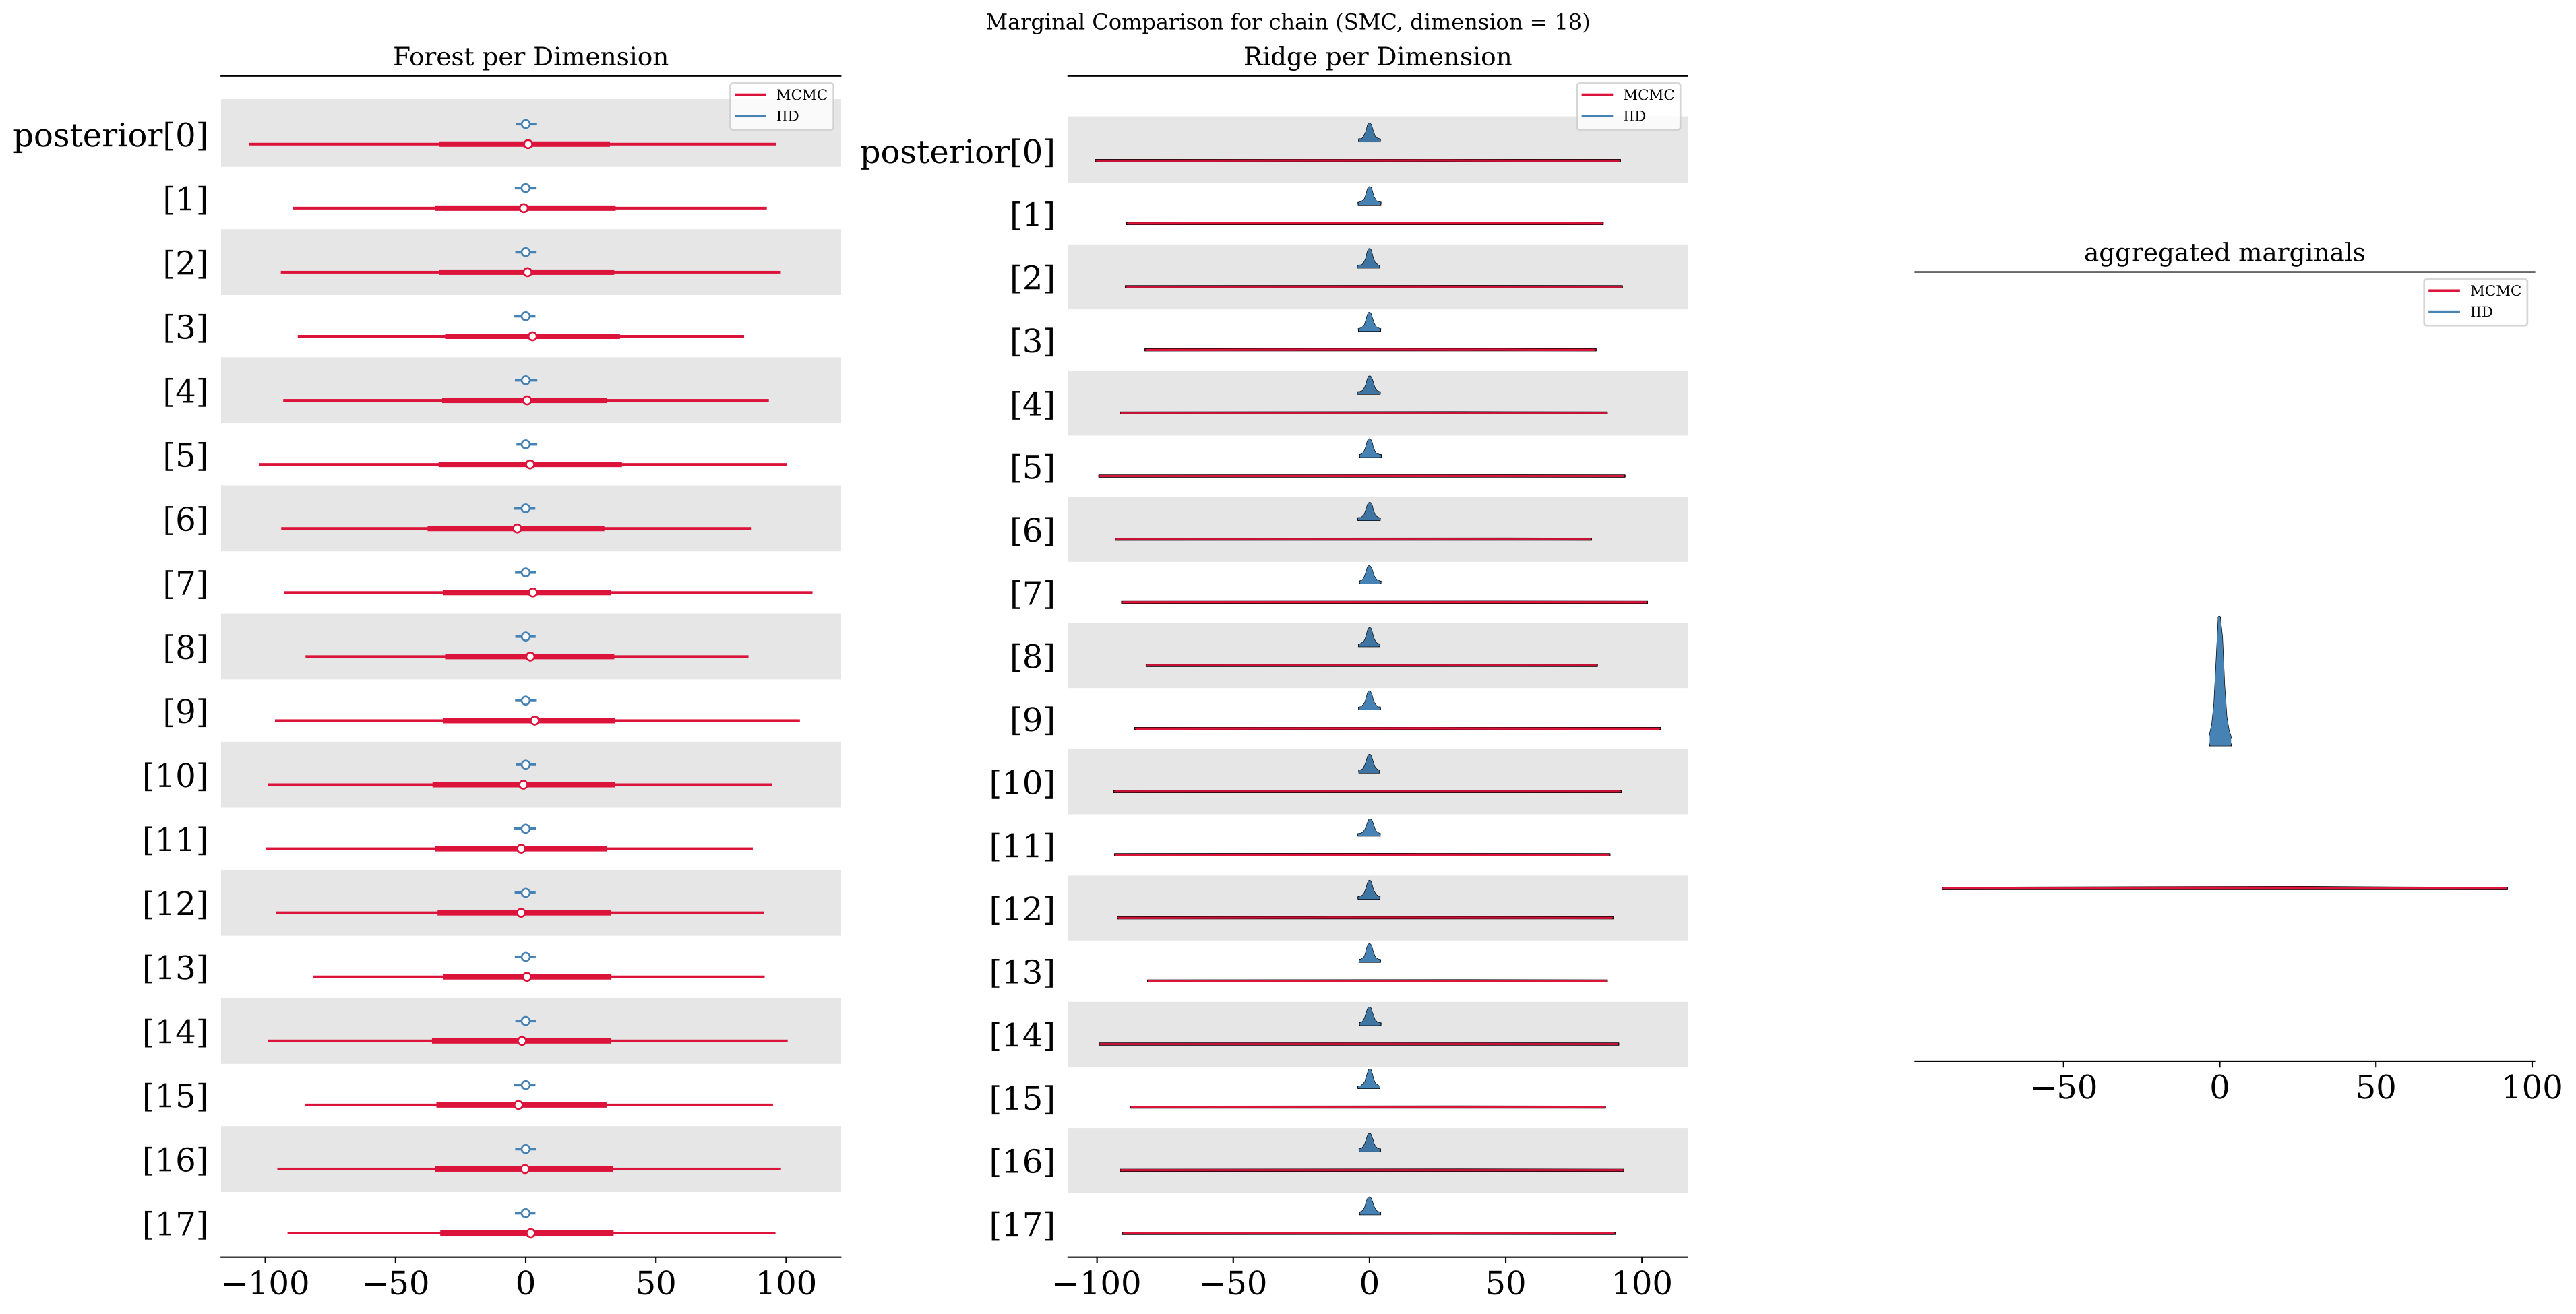 Marginal Comparison for chain (SMC, dimension = 18)
Forest per Dimension
MCMC
IID
posterior[0]
[1]
[2]
[3]
[4]
[5]
[6]
[7]
[8]
[9]
[10]
[11]
[12]
[13]
[14]
[15]
[16]
[17]
−100 −50 0 50 100
Ridge per Dimension
MCMC
IID
posterior[0]
[1]
[2]
[3]
[4]
[5]
[6]
[7]
[8]
[9]
[10]
[11]
[12]
[13]
[14]
[15]
[16]
[17]
−100 −50 0 50 100
aggregated marginals
MCMC
IID
−50 0 50 100